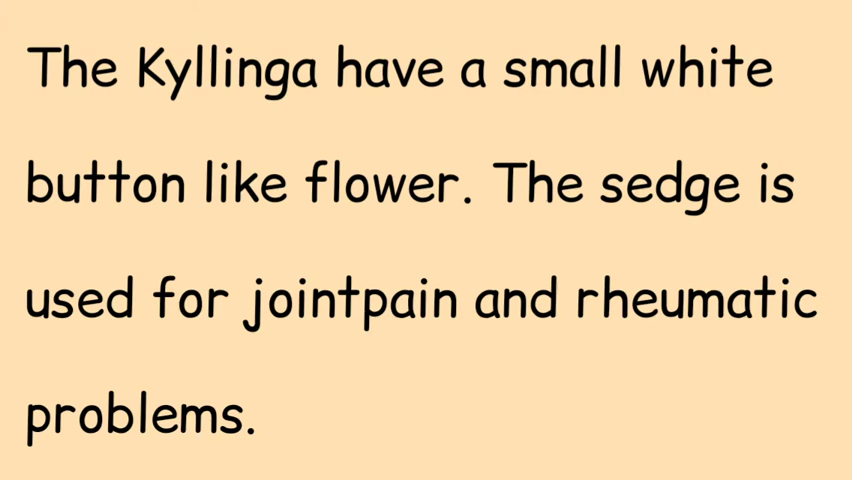 The Kyllinga have a small white
button like flower. The sedge is
used for jointpain and rheumatic
problems.